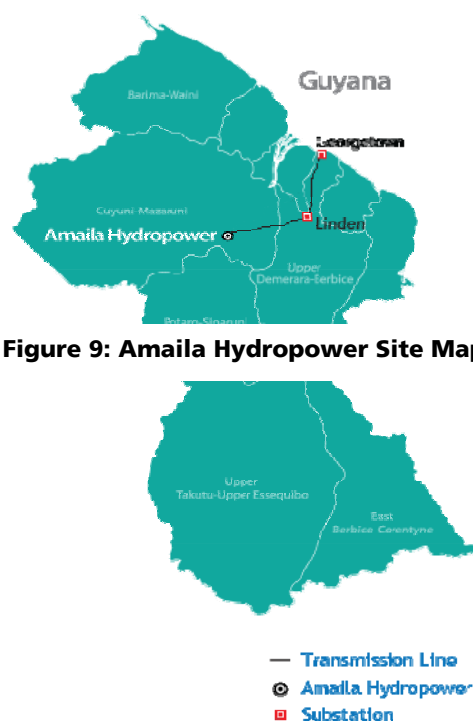 Guyana
Barima-Waini
Georgetown
Cuyuni-Mazaruni
Linden
Amaila Hydropower
Upper
Demerara-Berbice
Potaro-Siparuni
Figure 9: Amaila Hydropower Site Map
Upper
Takutu-Upper Essequibo
East
Berbice-Corentyne
Transmission Line
Amaila Hydropower
Substation